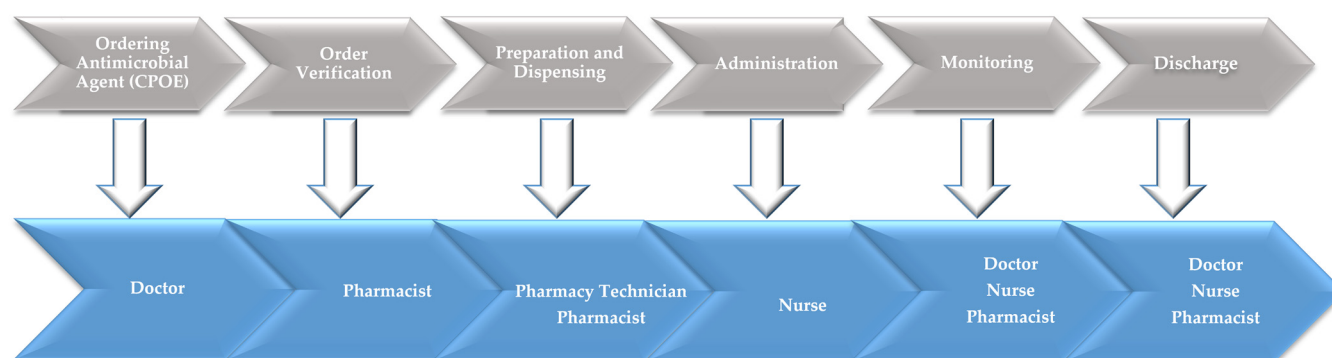 Ordering
Antimicrobial
Agent (CPOE)
Order
Verification
Preparation and
Dispensing
Administration
Monitoring
Discharge
Doctor
Pharmacist
Pharmacy Technician
Pharmacist
Nurse
Doctor
Nurse
Pharmacist
Doctor
Nurse
Pharmacist